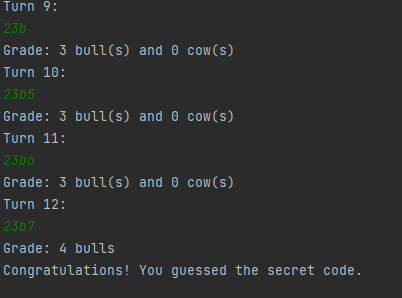 Turn 9:
23b
Grade: 3 bull(s) and 0 cow(s)
Turn 10:
23b5
Grade: 3 bull(s) and 0 cow(s)
Turn 11:
23b6
Grade: 3 bull(s) and 0 cow(s)
Turn 12:
23b7
Grade: 4 bulls
Congratulations! You guessed the secret code.